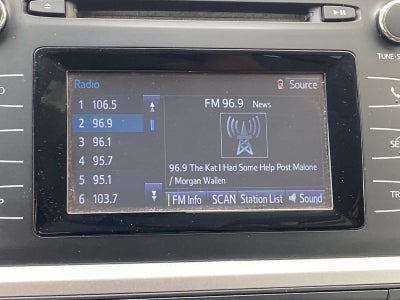 TUNE•S
Radio
Source
1 106.5
2 96.9
3 96.1
4 95.7
5 95.1
6 103.7
FM 96.9 News
96.9 The Kat I Had Some Help Post Malone
/ Morgan Wallen
FM Info SCAN Station List Sound
SE
TR